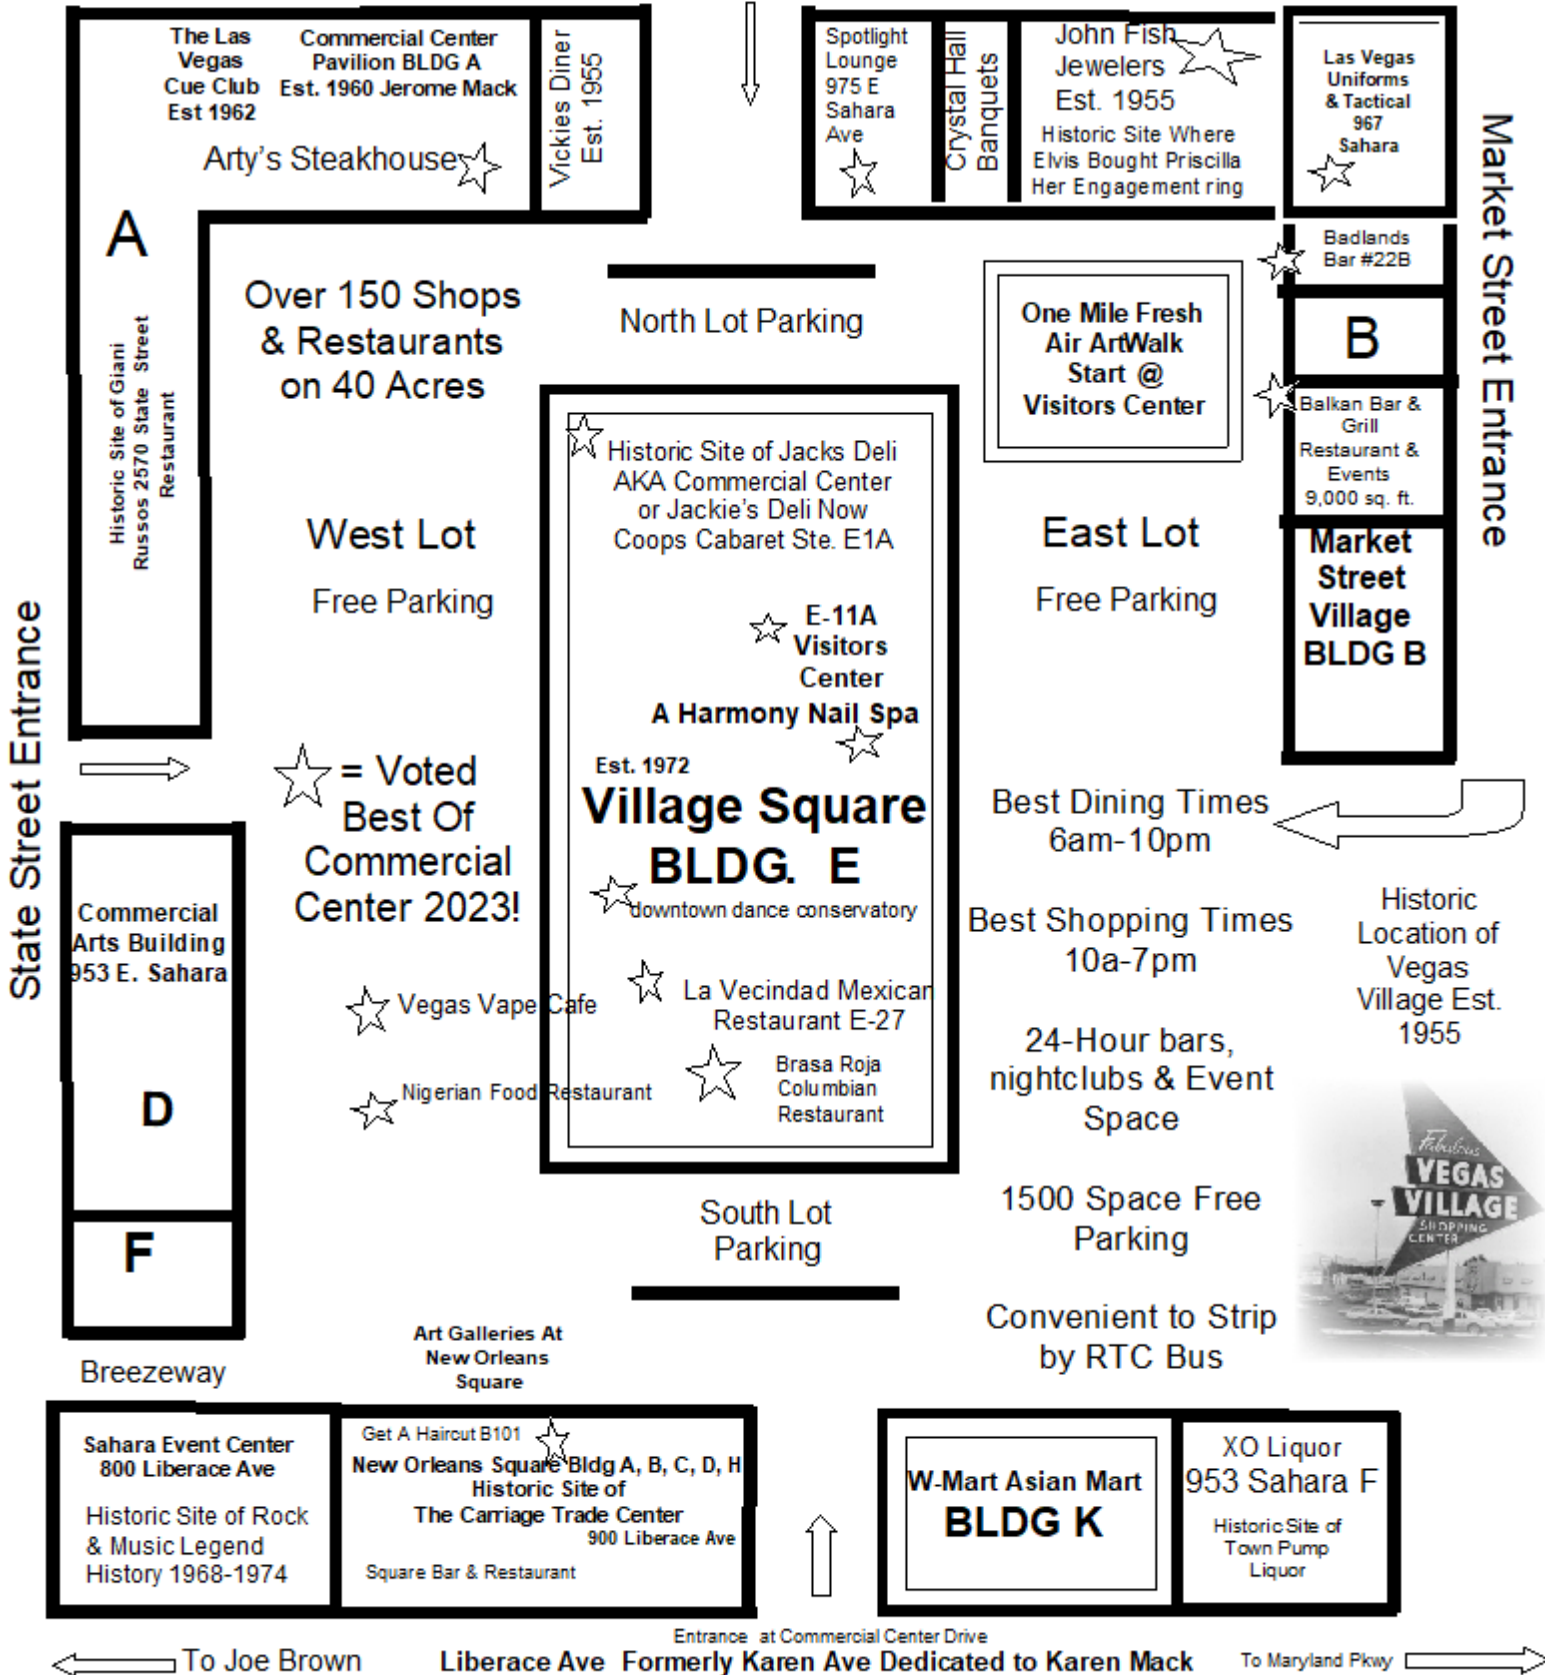 The Las
Vegas
Cue Club
Est 1962
Commercial Center
Pavilion BLDG A
Est. 1960 Jerome Mack
Arty's Steakhouse
Vickies Diner
Est. 1955
Spotlight
Lounge
975 E
Sahara
Ave
Crystal Hall
Banquets
John Fish
Jewelers
Est. 1955
Historic Site Where
Elvis Bought Priscilla
Her Engagement ring
Las Vegas
Uniforms
& Tactical
967
Sahara
Market Street Entrance
A
Historic Site of Giani
Russos 2570 State Street
Restaurant
Over 150 Shops
& Restaurants
on 40 Acres
North Lot Parking
One Mile Fresh
Air ArtWalk
Start @
Visitors Center
Badlands
Bar #22B
B
Balkan Bar &
Grill
Restaurant &
Events
9,000 sq. ft.
Market
Street
Village
BLDG B
West Lot
Free Parking
Historic Site of Jacks Deli
AKA Commercial Center
or Jackie's Deli Now
Coops Cabaret Ste. E1A
E-11A
Visitors
Center
A Harmony Nail Spa
Est. 1972
Village Square
BLDG. E
downtown dance conservatory
La Vecindad Mexican
Restaurant E-27
Brasa Roja
Columbian
Restaurant
East Lot
Free Parking
State Street Entrance
= Voted
Best Of
Commercial
Center 2023!
Vegas Vape Cafe
Nigerian Food Restaurant
Commercial
Arts Building
953 E. Sahara
D
F
Breezeway
Best Dining Times
6am-10pm
Best Shopping Times
10a-7pm
24-Hour bars,
nightclubs & Event
Space
1500 Space Free
Parking
Convenient to Strip
by RTC Bus
Historic
Location of
Vegas
Village Est.
1955
Fabulous
VEGAS
VILLAGE
SHOPPING
CENTER
South Lot
Parking
Art Galleries At
New Orleans
Square
Sahara Event Center
800 Liberace Ave
Historic Site of Rock
& Music Legend
History 1968-1974
Get A Haircut B101
New Orleans Square Bldg A, B, C, D, H
Historic Site of
The Carriage Trade Center
900 Liberace Ave
Square Bar & Restaurant
W-Mart Asian Mart
BLDG K
XO Liquor
953 Sahara F
Historic Site of
Town Pump
Liquor
Entrance at Commercial Center Drive
To Joe Brown
Liberace Ave Formerly Karen Ave Dedicated to Karen Mack
To Maryland Pkwy